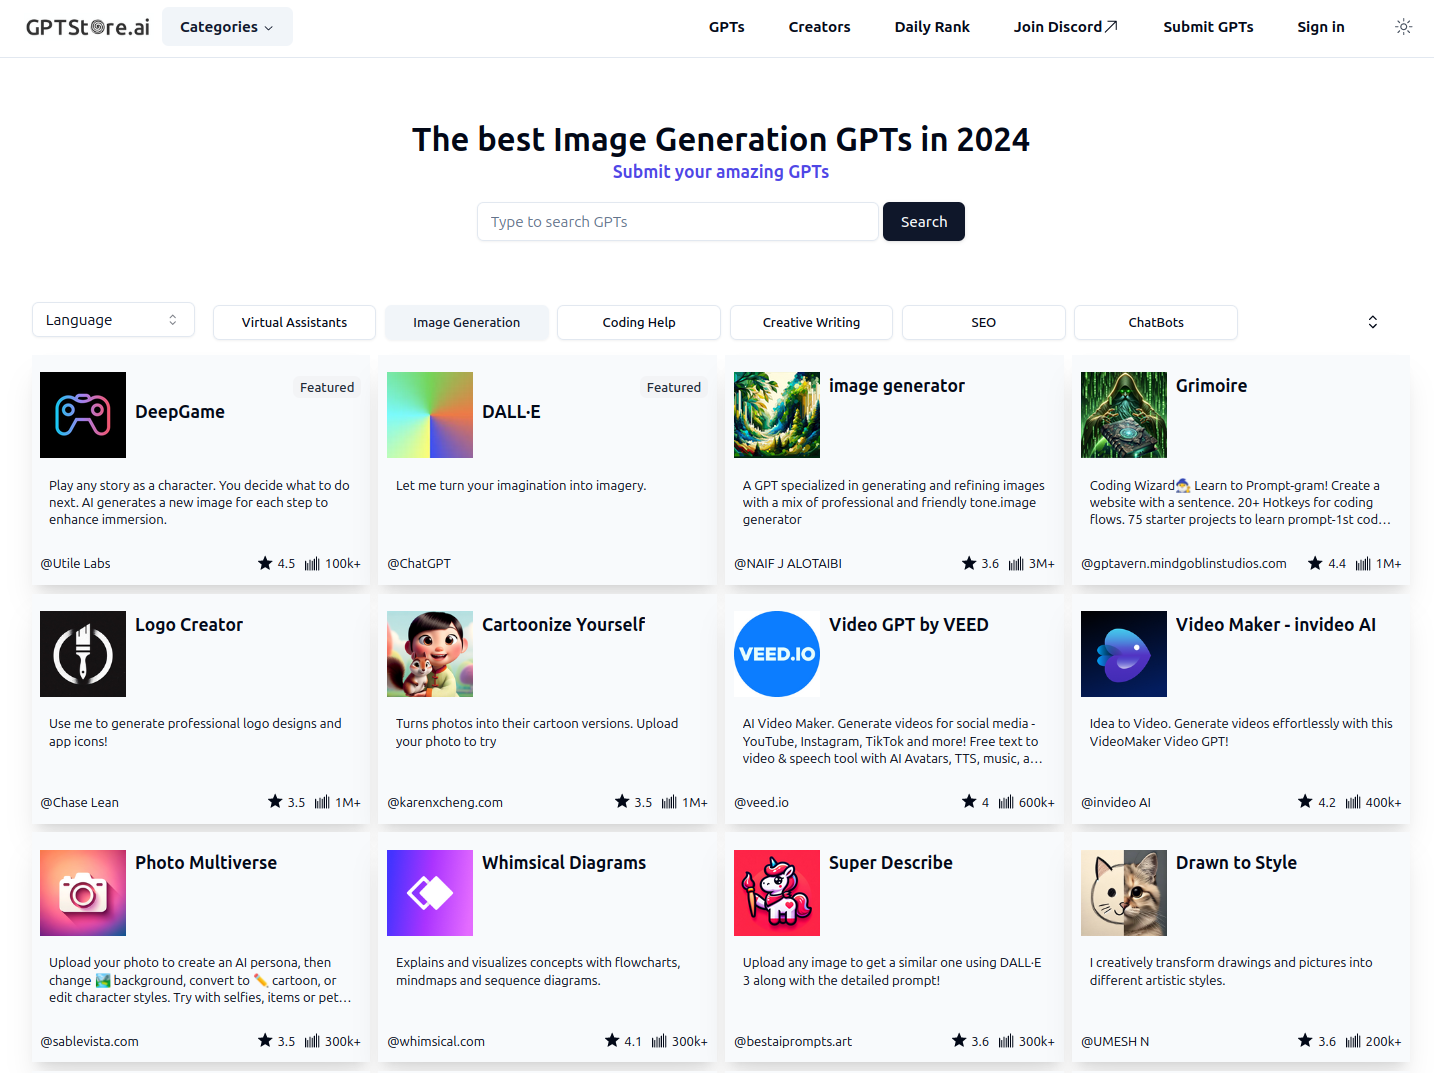 GPTStore.ai
Categories
GPTs
Creators
Daily Rank
Join Discord
Submit GPTs
Sign in
The best Image Generation GPTs in 2024
Submit your amazing GPTs
Type to search GPTs
Search
Language
Virtual Assistants
Image Generation
Coding Help
Creative Writing
SEO
ChatBots
Featured
DeepGame
Play any story as a character. You decide what to do
next. AI generates a new image for each step to
enhance immersion.
@Utile Labs
4.5
100k+
Featured
DALL·E
Let me turn your imagination into imagery.
@ChatGPT
image generator
A GPT specialized in generating and refining images
with a mix of professional and friendly tone.image
generator
@NAIF J ALOTAIBI
3.6
3M+
Grimoire
Coding Wizard🧙‍♂️ Learn to Prompt-gram! Create a
website with a sentence. 20+ Hotkeys for coding
flows. 75 starter projects to learn prompt-1st cod…
@gptavern.mindgoblinstudios.com
4.4
1M+
Logo Creator
Use me to generate professional logo designs and
app icons!
@Chase Lean
3.5
1M+
Cartoonize Yourself
Turns photos into their cartoon versions. Upload
your photo to try
@karenxcheng.com
3.5
1M+
VEED.IO
Video GPT by VEED
AI Video Maker. Generate videos for social media -
YouTube, Instagram, TikTok and more! Free text to
video & speech tool with AI Avatars, TTS, music, a…
@veed.io
4
600k+
Video Maker - invideo AI
Idea to Video. Generate videos effortlessly with this
VideoMaker Video GPT!
@invideo AI
4.2
400k+
Photo Multiverse
Upload your photo to create an AI persona, then
change 🏞️ background, convert to ✏️ cartoon, or
edit character styles. Try with selfies, items or pet…
@sablevista.com
3.5
300k+
Whimsical Diagrams
Explains and visualizes concepts with flowcharts,
mindmaps and sequence diagrams.
@whimsical.com
4.1
300k+
Super Describe
Upload any image to get a similar one using DALL·E
3 along with the detailed prompt!
@bestaiprompts.art
3.6
300k+
Drawn to Style
I creatively transform drawings and pictures into
different artistic styles.
@UMESH N
3.6
200k+